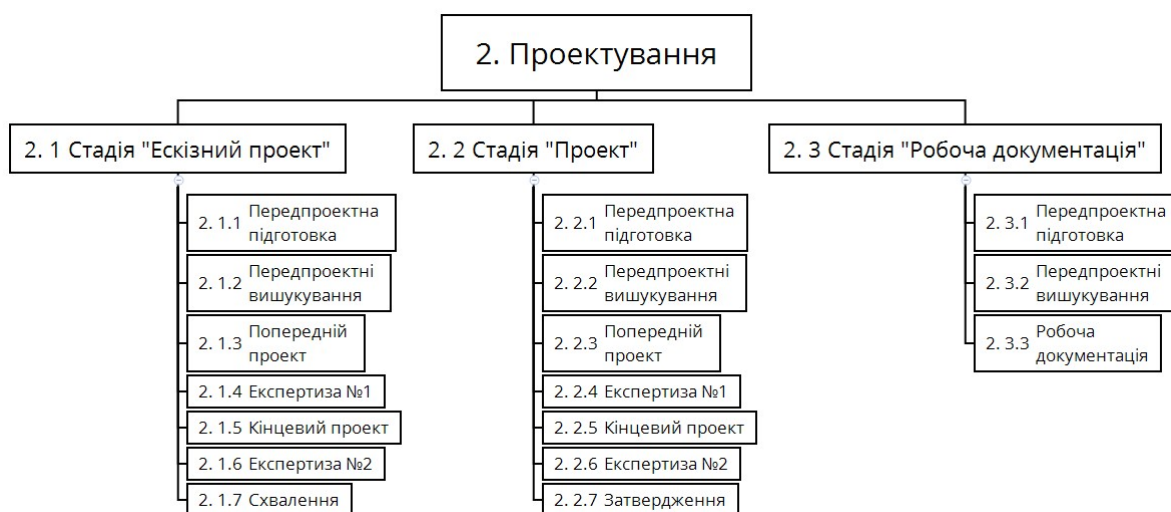 2. Проектування
2. 1 Стадія "Ескізний проект"
2. 1.1 Передпроектна
підготовка
2. 1.2 Передпроектні
вишукування
2. 1.3 Попередній
проект
2. 1.4 Експертиза №1
2. 1.5 Кінцевий проект
2. 1.6 Експертиза №2
2. 1.7 Схвалення
2. 2 Стадія "Проект"
2. 2.1 Передпроектна
підготовка
2. 2.2 Передпроектні
вишукування
2. 2.3 Попередній
проект
2. 2.4 Експертиза №1
2. 2.5 Кінцевий проект
2. 2.6 Експертиза №2
2. 2.7 Затвердження
2. 3 Стадія "Робоча документація"
2. 3.1 Передпроектна
підготовка
2. 3.2 Передпроектні
вишукування
2. 3.3 Робоча
документація